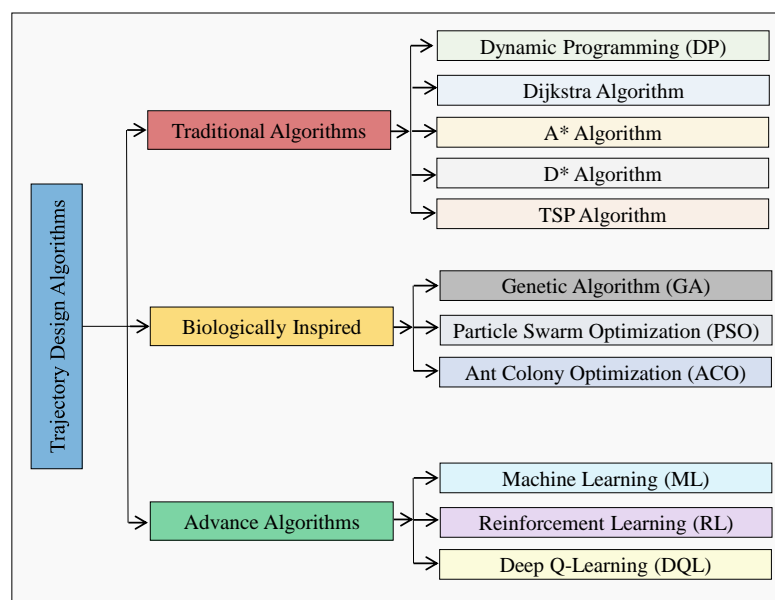 Trajectory Design Algorithms
Traditional Algorithms
Dynamic Programming (DP)
Dijkstra Algorithm
A* Algorithm
D* Algorithm
TSP Algorithm
Biologically Inspired
Genetic Algorithm (GA)
Particle Swarm Optimization (PSO)
Ant Colony Optimization (ACO)
Advance Algorithms
Machine Learning (ML)
Reinforcement Learning (RL)
Deep Q-Learning (DQL)